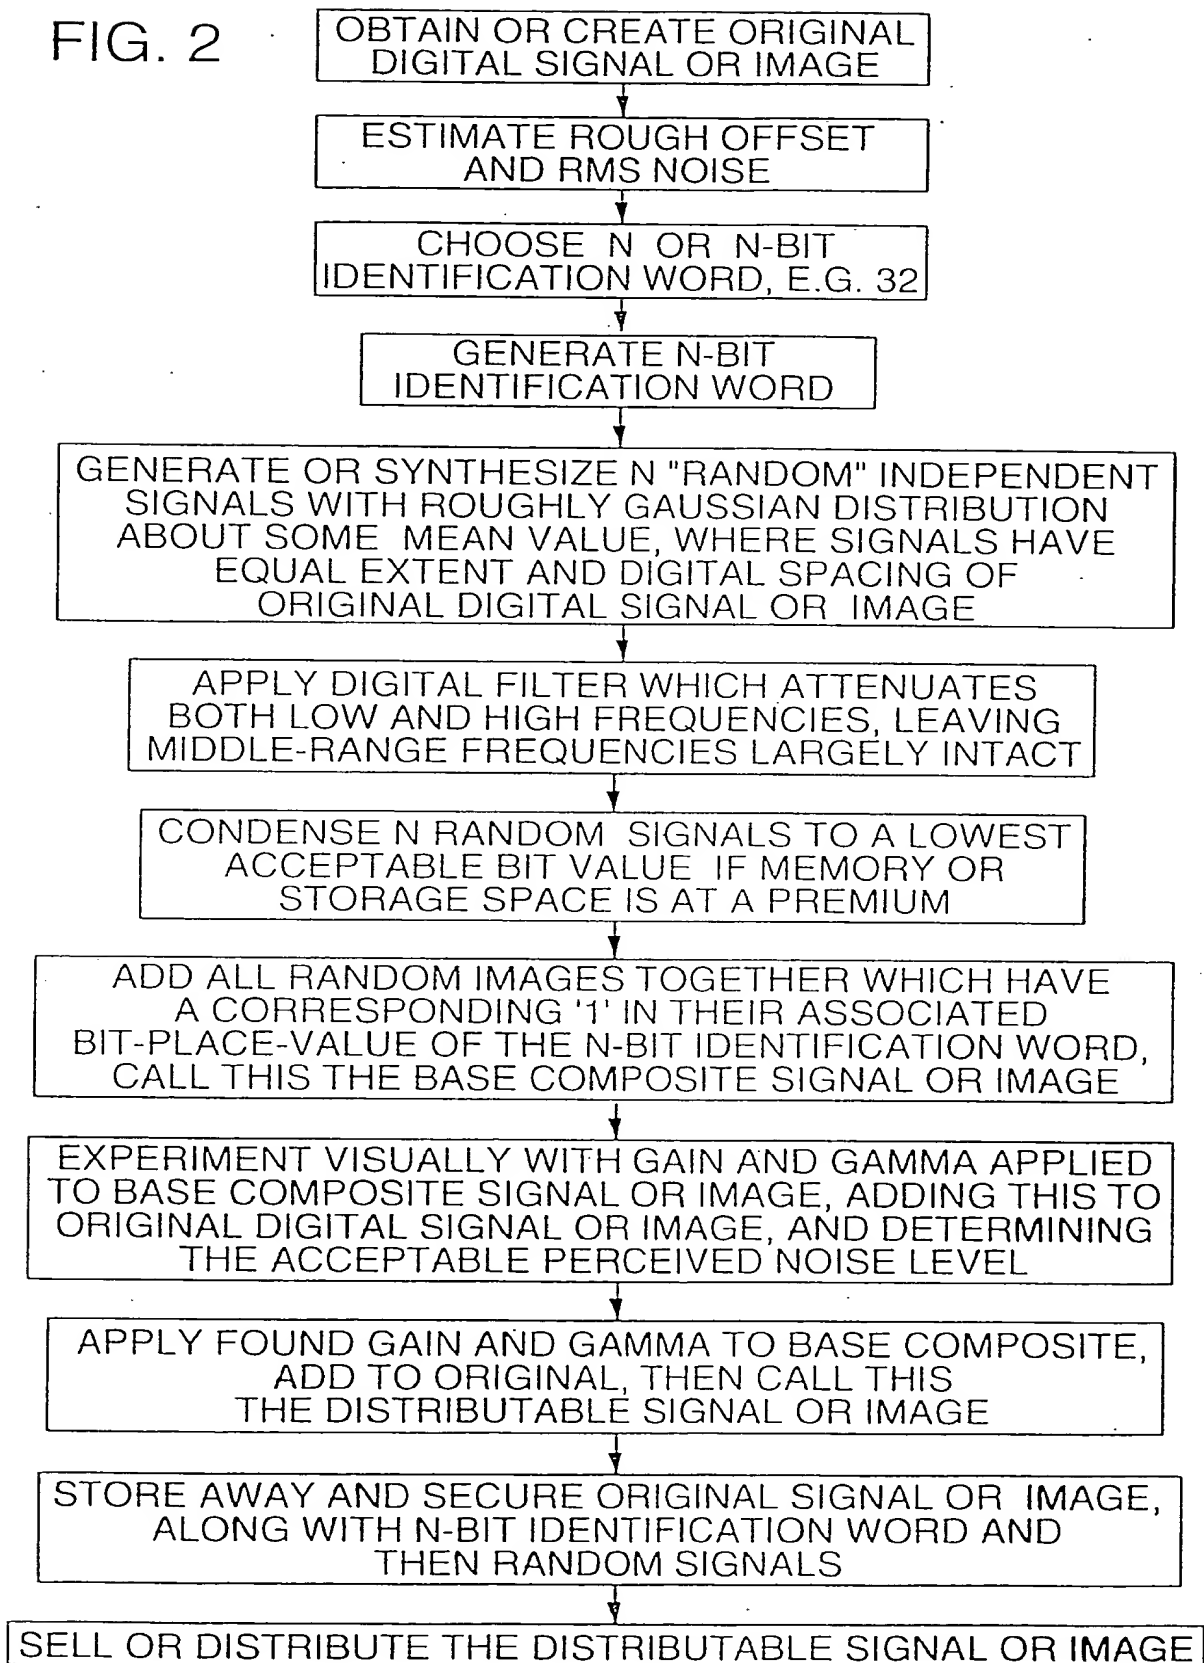 FIG. 2
OBTAIN OR CREATE ORIGINAL
DIGITAL SIGNAL OR IMAGE
ESTIMATE ROUGH OFFSET
AND RMS NOISE
CHOOSE N OR N-BIT
IDENTIFICATION WORD, E.G. 32
GENERATE N-BIT
IDENTIFICATION WORD
GENERATE OR SYNTHESIZE N "RANDOM" INDEPENDENT
SIGNALS WITH ROUGHLY GAUSSIAN DISTRIBUTION
ABOUT SOME MEAN VALUE, WHERE SIGNALS HAVE
EQUAL EXTENT AND DIGITAL SPACING OF
ORIGINAL DIGITAL SIGNAL OR IMAGE
APPLY DIGITAL FILTER WHICH ATTENUATES
BOTH LOW AND HIGH FREQUENCIES, LEAVING
MIDDLE-RANGE FREQUENCIES LARGELY INTACT
CONDENSE N RANDOM SIGNALS TO A LOWEST
ACCEPTABLE BIT VALUE IF MEMORY OR
STORAGE SPACE IS AT A PREMIUM
ADD ALL RANDOM IMAGES TOGETHER WHICH HAVE
A CORRESPONDING '1' IN THEIR ASSOCIATED
BIT-PLACE-VALUE OF THE N-BIT IDENTIFICATION WORD,
CALL THIS THE BASE COMPOSITE SIGNAL OR IMAGE
EXPERIMENT VISUALLY WITH GAIN AND GAMMA APPLIED
TO BASE COMPOSITE SIGNAL OR IMAGE, ADDING THIS TO
ORIGINAL DIGITAL SIGNAL OR IMAGE, AND DETERMINING
THE ACCEPTABLE PERCEIVED NOISE LEVEL
APPLY FOUND GAIN AND GAMMA TO BASE COMPOSITE,
ADD TO ORIGINAL, THEN CALL THIS
THE DISTRIBUTABLE SIGNAL OR IMAGE
STORE AWAY AND SECURE ORIGINAL SIGNAL OR IMAGE,
ALONG WITH N-BIT IDENTIFICATION WORD AND
THEN RANDOM SIGNALS
SELL OR DISTRIBUTE THE DISTRIBUTABLE SIGNAL OR IMAGE